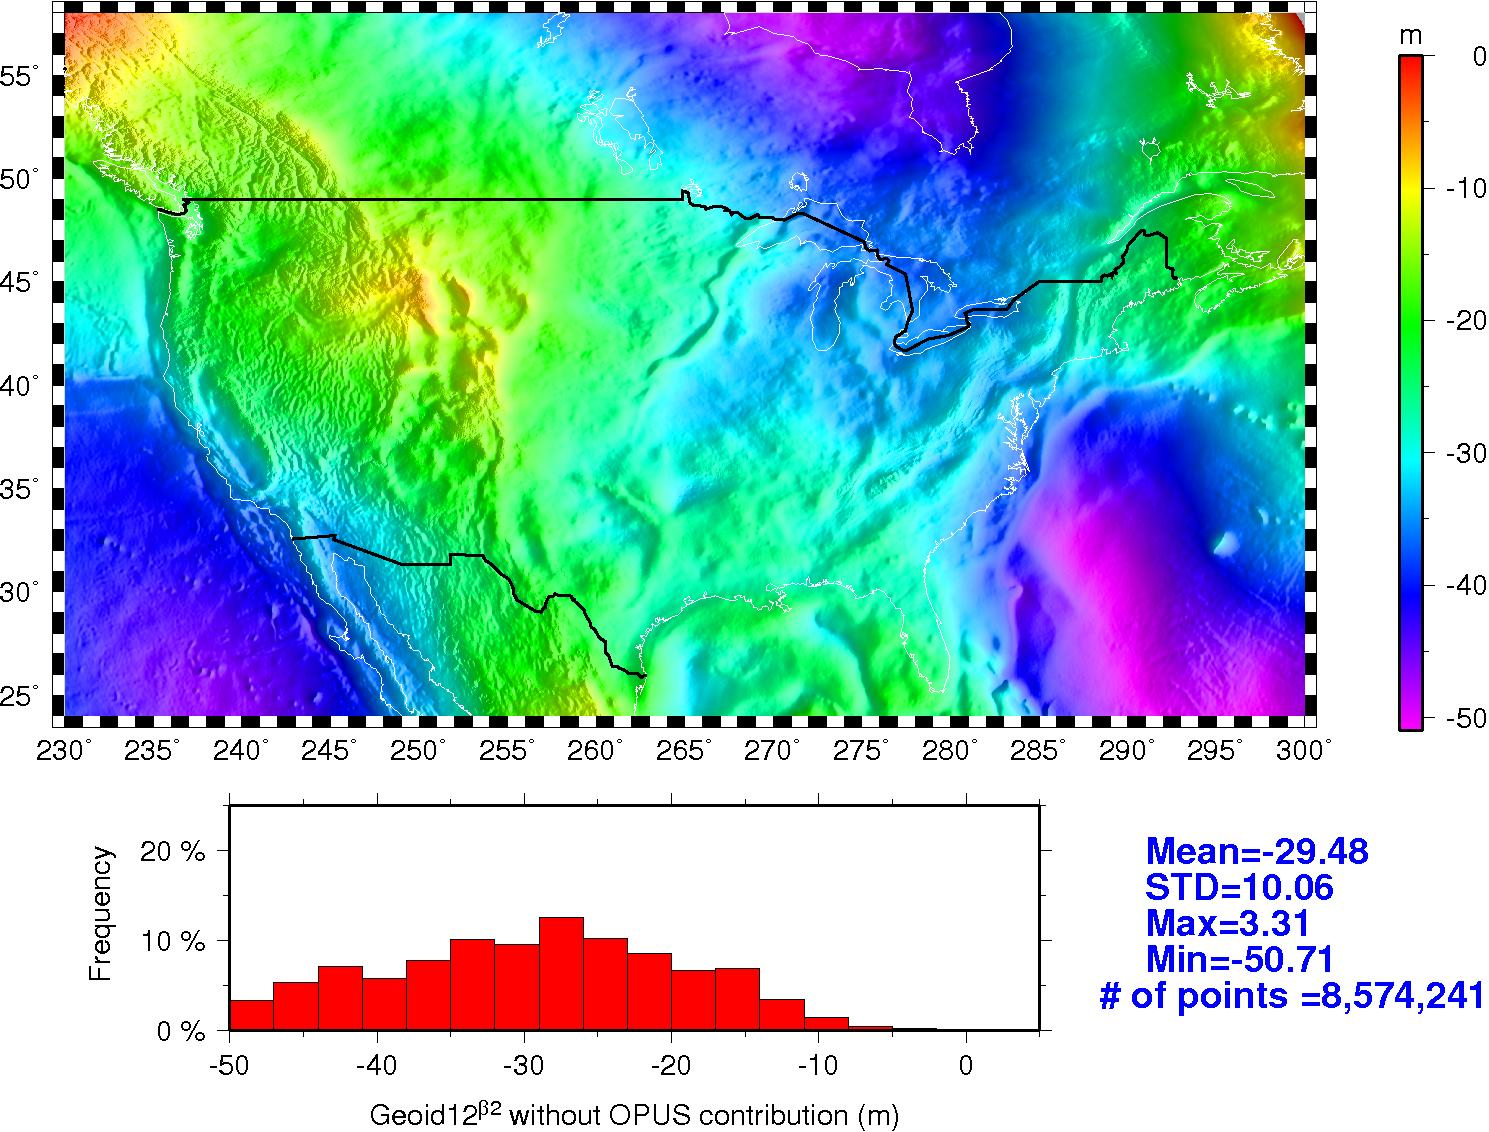 m
55°
50°
45°
40°
35°
30°
25°
0
-10
-20
-30
-40
-50
230° 235° 240° 245° 250° 255° 260° 265° 270° 275° 280° 285° 290° 295° 300°
Frequency
20 %
10 %
0 %
-50 -40 -30 -20 -10 0
Geoid12β2 without OPUS contribution (m)
Mean=-29.48
STD=10.06
Max=3.31
Min=-50.71
# of points =8,574,241